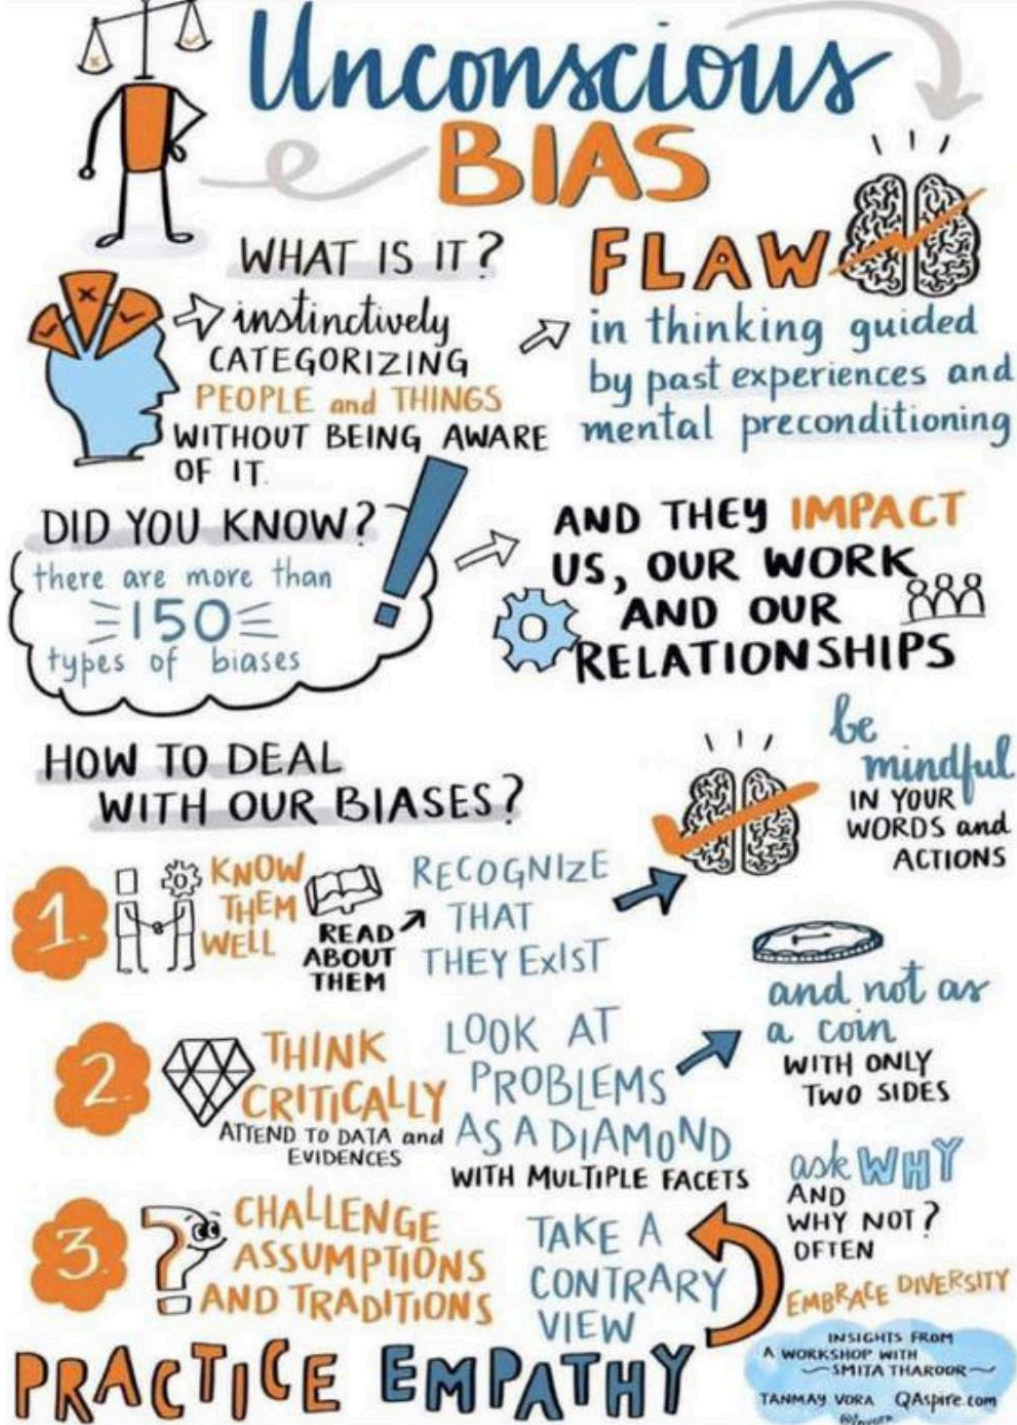 Unconscious
BIAS
WHAT IS IT?
instinctively
CATEGORIZING
PEOPLE and THINGS
WITHOUT BEING AWARE
OF IT.
FLAW
in thinking guided
by past experiences and
mental preconditioning
DID YOU KNOW?
there are more than
150
types of biases
AND THEY IMPACT
US, OUR WORK
AND OUR
RELATIONSHIPS
HOW TO DEAL
WITH OUR BIASES?
1.
KNOW
THEM
WELL
READ
ABOUT
THEM
RECOGNIZE
THAT
THEY EXIST
be
mindful
IN YOUR
WORDS and
ACTIONS
2.
THINK
CRITICALLY
ATTEND TO DATA and
EVIDENCES
LOOK AT
PROBLEMS
AS A DIAMOND
WITH MULTIPLE FACETS
and not as
a coin
WITH ONLY
TWO SIDES
3.
CHALLENGE
ASSUMPTIONS
AND TRADITIONS
TAKE A
CONTRARY
VIEW
ask WHY
AND
WHY NOT?
OFTEN
EMBRACE DIVERSITY
PRACTICE EMPATHY
INSIGHTS FROM
A WORKSHOP WITH
SMITA THAROOR
TANMAY VORA QAspire.com